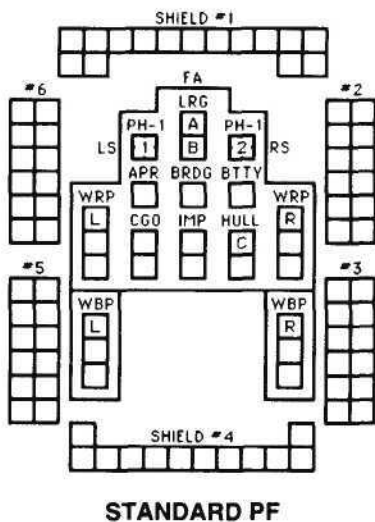 SHIELD #1
#6
FA
#2
LRG
PH-1 A PH-1
LS 1 B 2 RS
APR BRDG BTTY
WRP CGO IMP HULL WRP
L R
C
#5 #3
WBP WBP
L R
SHIELD #4
STANDARD PF